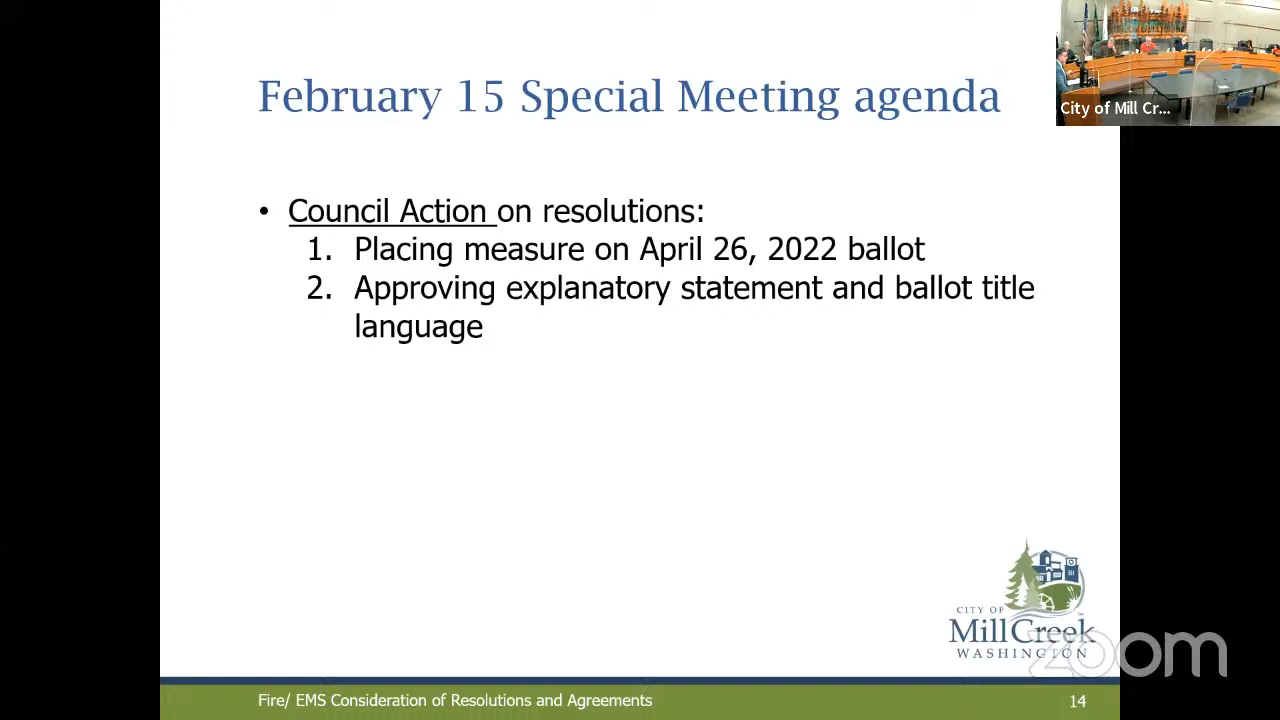 February 15 Special Meeting agenda
City of Mill Cr...
• Council Action on resolutions:
1. Placing measure on April 26, 2022 ballot
2. Approving explanatory statement and ballot title
language
CITY OF
Mill Creek
WASHINGTON
zoom
Fire/ EMS Consideration of Resolutions and Agreements
14